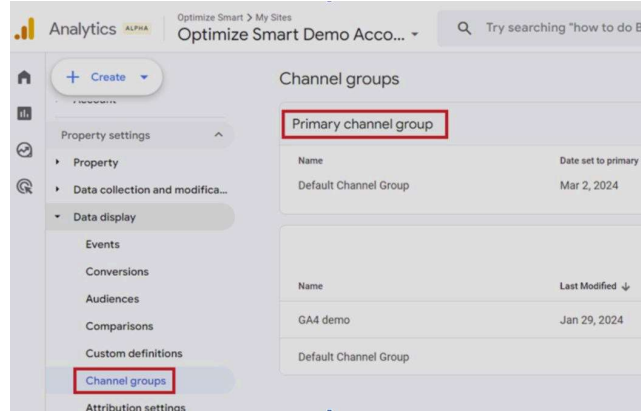 Analytics ALPHA
Optimize Smart > My Sites
Optimize Smart Demo Acco...
Try searching "how to do B
Create
Account
Property settings
Property
Data collection and modifica...
Data display
Events
Conversions
Audiences
Comparisons
Custom definitions
Channel groups
Attribution settings
Channel groups
Primary channel group
Name Date set to primary
Default Channel Group Mar 2, 2024
Name Last Modified ↓
GA4 demo Jan 29, 2024
Default Channel Group